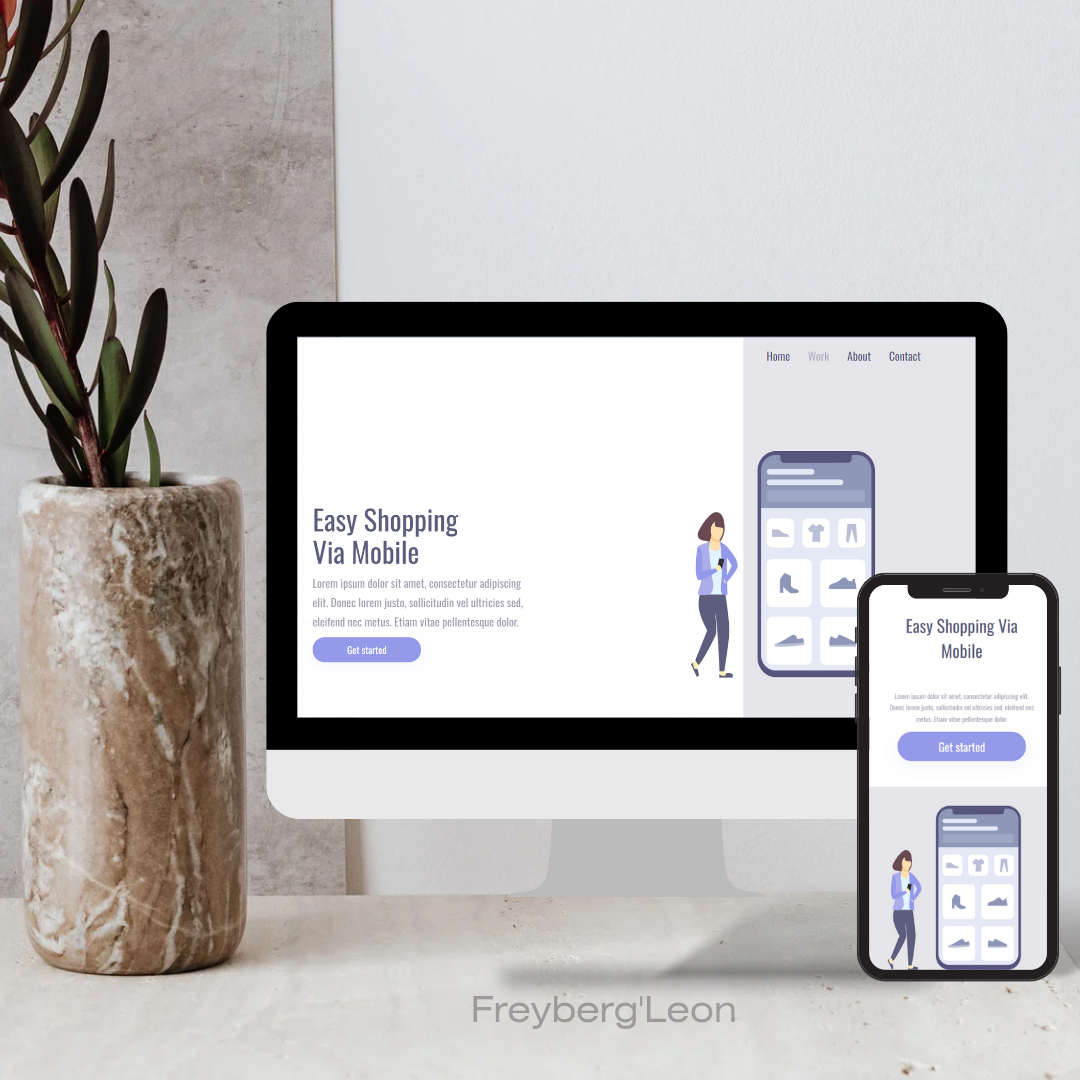 Home Work About Contact
Easy Shopping
Via Mobile
Lorem ipsum dolor sit amet, consectetur adipiscing
elit. Donec lorem justo, sollicitudin vel ultricies sed,
eleifend nec metus. Etiam vitae pellentesque dolor.
Get started
Easy Shopping Via
Mobile
Lorem ipsum dolor sit amet, consectetur adipiscing elit.
Donec lorem justo, sollicitudin vel ultricies sed, eleifend nec
metus. Etiam vitae pellentesque dolor.
Get started
Freyberg'Leon